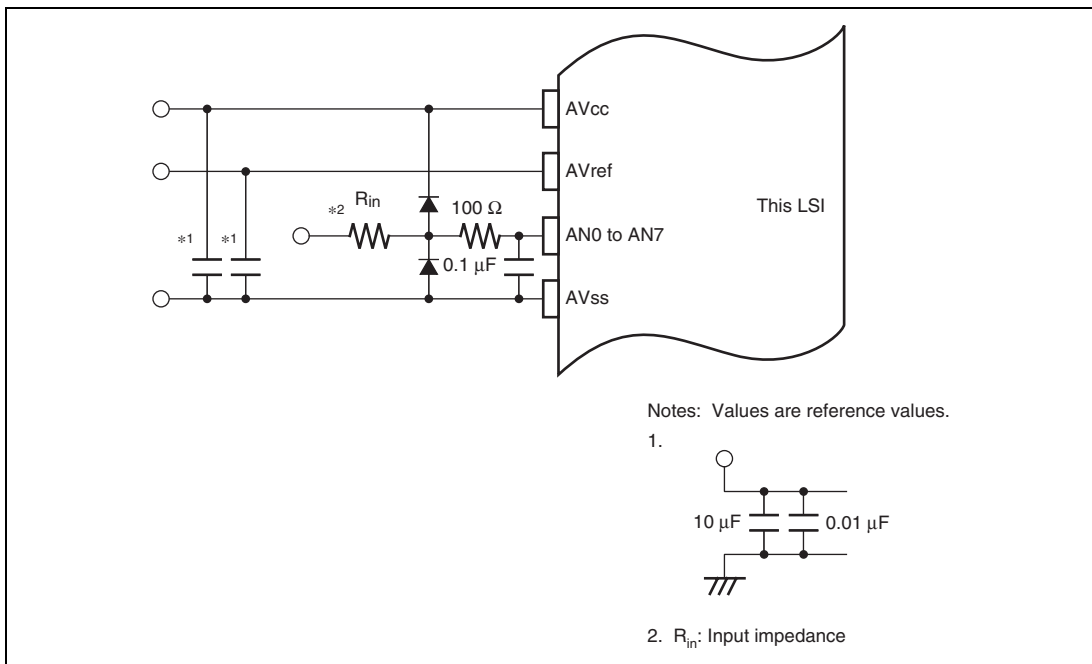 AVcc
AVref
*2 Rin 100 Ω
This LSI
*1 *1
AN0 to AN7
0.1 μF
AVss
Notes: Values are reference values.
1.
10 μF 0.01 μF
2. Rin: Input impedance